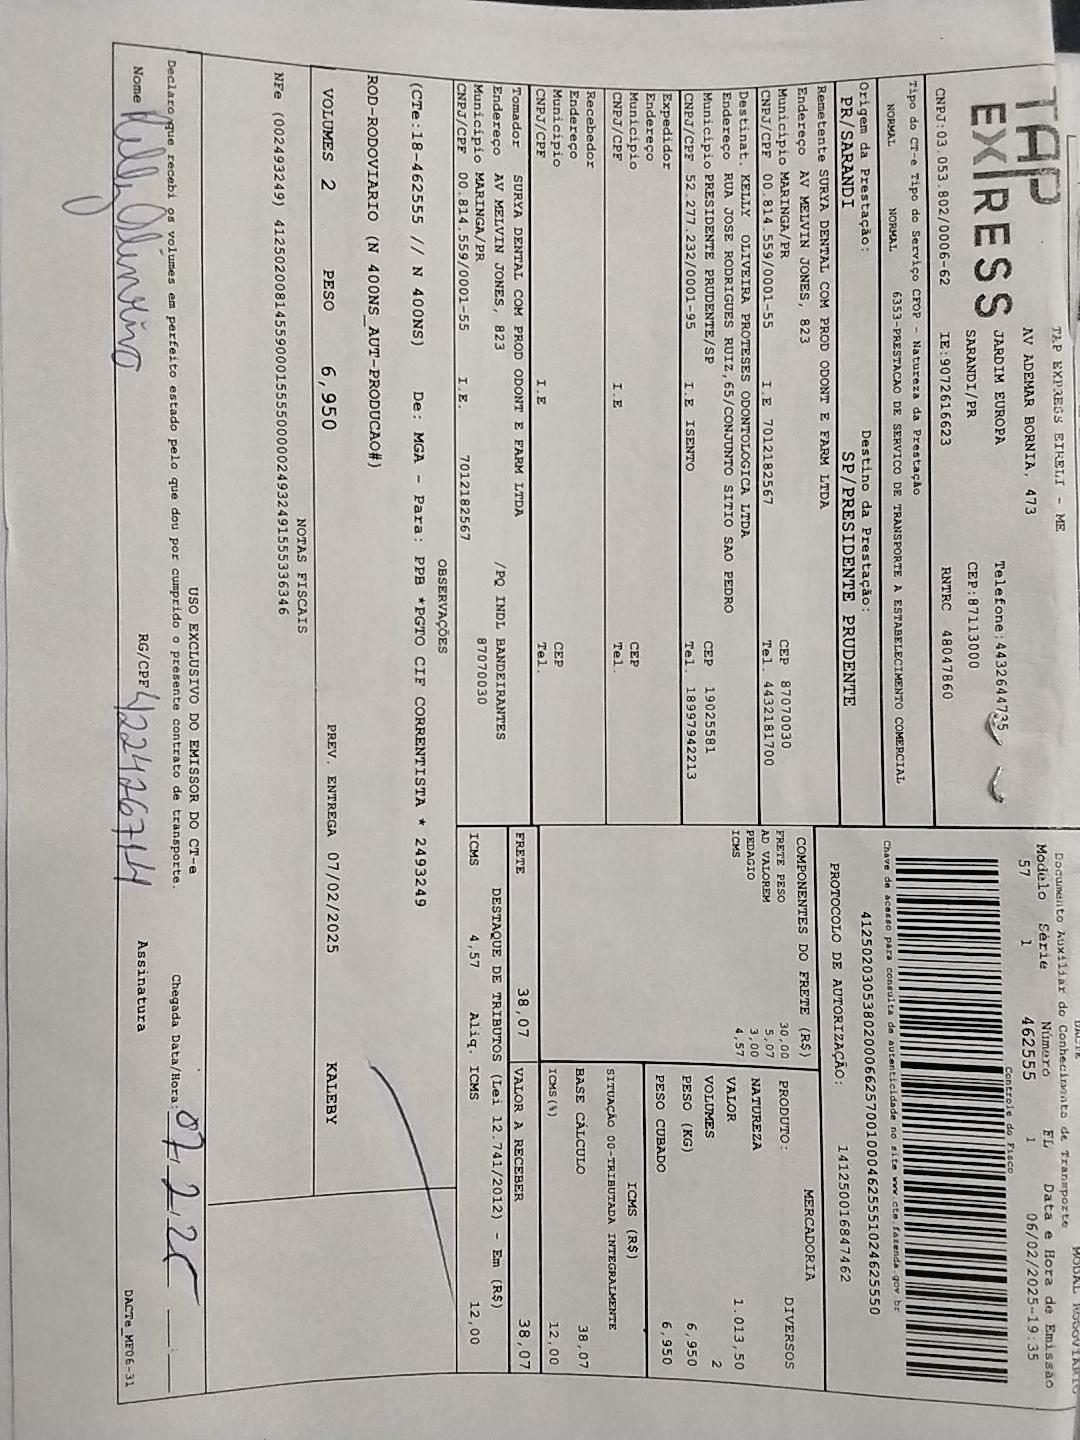 TAP
EXPRESS
TAP EXPRESS EIRELI - ME
AV ADEMAR BORNIA, 473
JARDIM EUROPA Telefone:4432644735
SARANDI/PR CEP:87113000
CNPJ:03.053.802/0006-62 IE:9072616623 RNTRC 48047860
Tipo do CT-e Tipo do Serviço CFOP - Natureza da Prestação
NORMAL NORMAL 6353-PRESTACAO DE SERVICO DE TRANSPORTE A ESTABELECIMENTO COMERCIAL
Origem da Prestação: Destino da Prestação:
PR/SARANDI SP/PRESIDENTE PRUDENTE
MODAL RODOVIÁRIO
Documento Auxiliar do Conhecimento de Transporte
Modelo Série Número FL Data e Hora de Emissão
57 1 462555 1 06/02/2025-19:35
Controle do Fisco
Chave de acesso para consulta de autenticidade no site www.cte.fazenda.gov.br
41250203053802000662570010004625551024625550
PROTOCOLO DE AUTORIZAÇÃO: 141250016847462
Remetente SURYA DENTAL COM PROD ODONT E FARM LTDA
Endereço AV MELVIN JONES, 823
Município MARINGA/PR CEP 87070030
CNPJ/CPF 00.814.559/0001-55 I.E 7012182567 Tel. 4432181700
Destinat. KELLY OLIVEIRA PROTESES ODONTOLOGICA LTDA
Endereço RUA JOSE RODRIGUES RUIZ,65/CONJUNTO SITIO SAO PEDRO
Município PRESIDENTE PRUDENTE/SP CEP 19025581
CNPJ/CPF 52.277.232/0001-95 I.E ISENTO Tel. 18997942213
Expedidor
Endereço
Município CEP
CNPJ/CPF I.E Tel.
Recebedor
Endereço
Município CEP
CNPJ/CPF I.E Tel.
Tomador SURYA DENTAL COM PROD ODONT E FARM LTDA
Endereço AV MELVIN JONES, 823 /PQ INDL BANDEIRANTES
Município MARINGA/PR 87070030
CNPJ/CPF 00.814.559/0001-55 I.E. 7012182567
COMPONENTES DO FRETE (R$)
FRETE PESO 30,00
AD VALOREM 5,07
PEDAGIO 3,00
ICMS 4,57
MERCADORIA
PRODUTO: DIVERSOS
NATUREZA
VALOR 1.013,50
VOLUMES 2
PESO (KG) 6,950
PESO CUBADO 6,950
ICMS (R$)
SITUAÇÃO 00-TRIBUTADA INTEGRALMENTE
BASE CÁLCULO 38,07
ICMS(%) 12,00
FRETE 38,07 VALOR A RECEBER 38,07
DESTAQUE DE TRIBUTOS (Lei 12.741/2012) - Em (R$)
ICMS 4,57 Aliq. ICMS 12,00
OBSERVAÇÕES
(CTe:18-462555 // N 400NS) De: MGA - Para: PPB *PGTO CIF CORRENTISTA * 2493249
ROD-RODOVIARIO (N 400NS_AUT-PRODUCAO#)
VOLUMES 2 PESO 6,950 PREV. ENTREGA 07/02/2025 KALEBY
NOTAS FISCAIS
NFe (002493249) 41250200814559000155550000024932491555336346
USO EXCLUSIVO DO EMISSOR DO CT-e
Declaro que recebi os volumes em perfeito estado pelo que dou por cumprido o presente contrato de transporte. Chegada Data/Hora: 07/2/25
Nome Kelly Oliveira RG/CPF Assinatura
DACTe_MF06-31